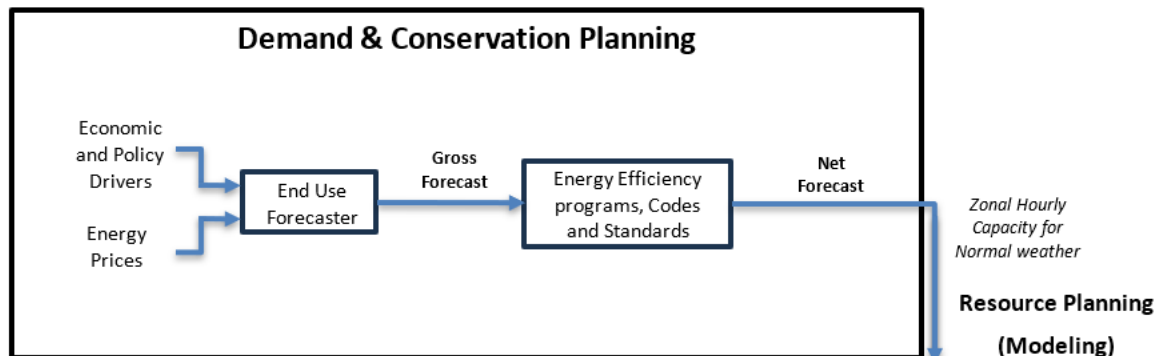 Demand & Conservation Planning
Economic
and Policy
Drivers
Energy
Prices
End Use
Forecaster
Gross
Forecast
Energy Efficiency
programs, Codes
and Standards
Net
Forecast
Zonal Hourly
Capacity for
Normal weather
Resource Planning
(Modeling)